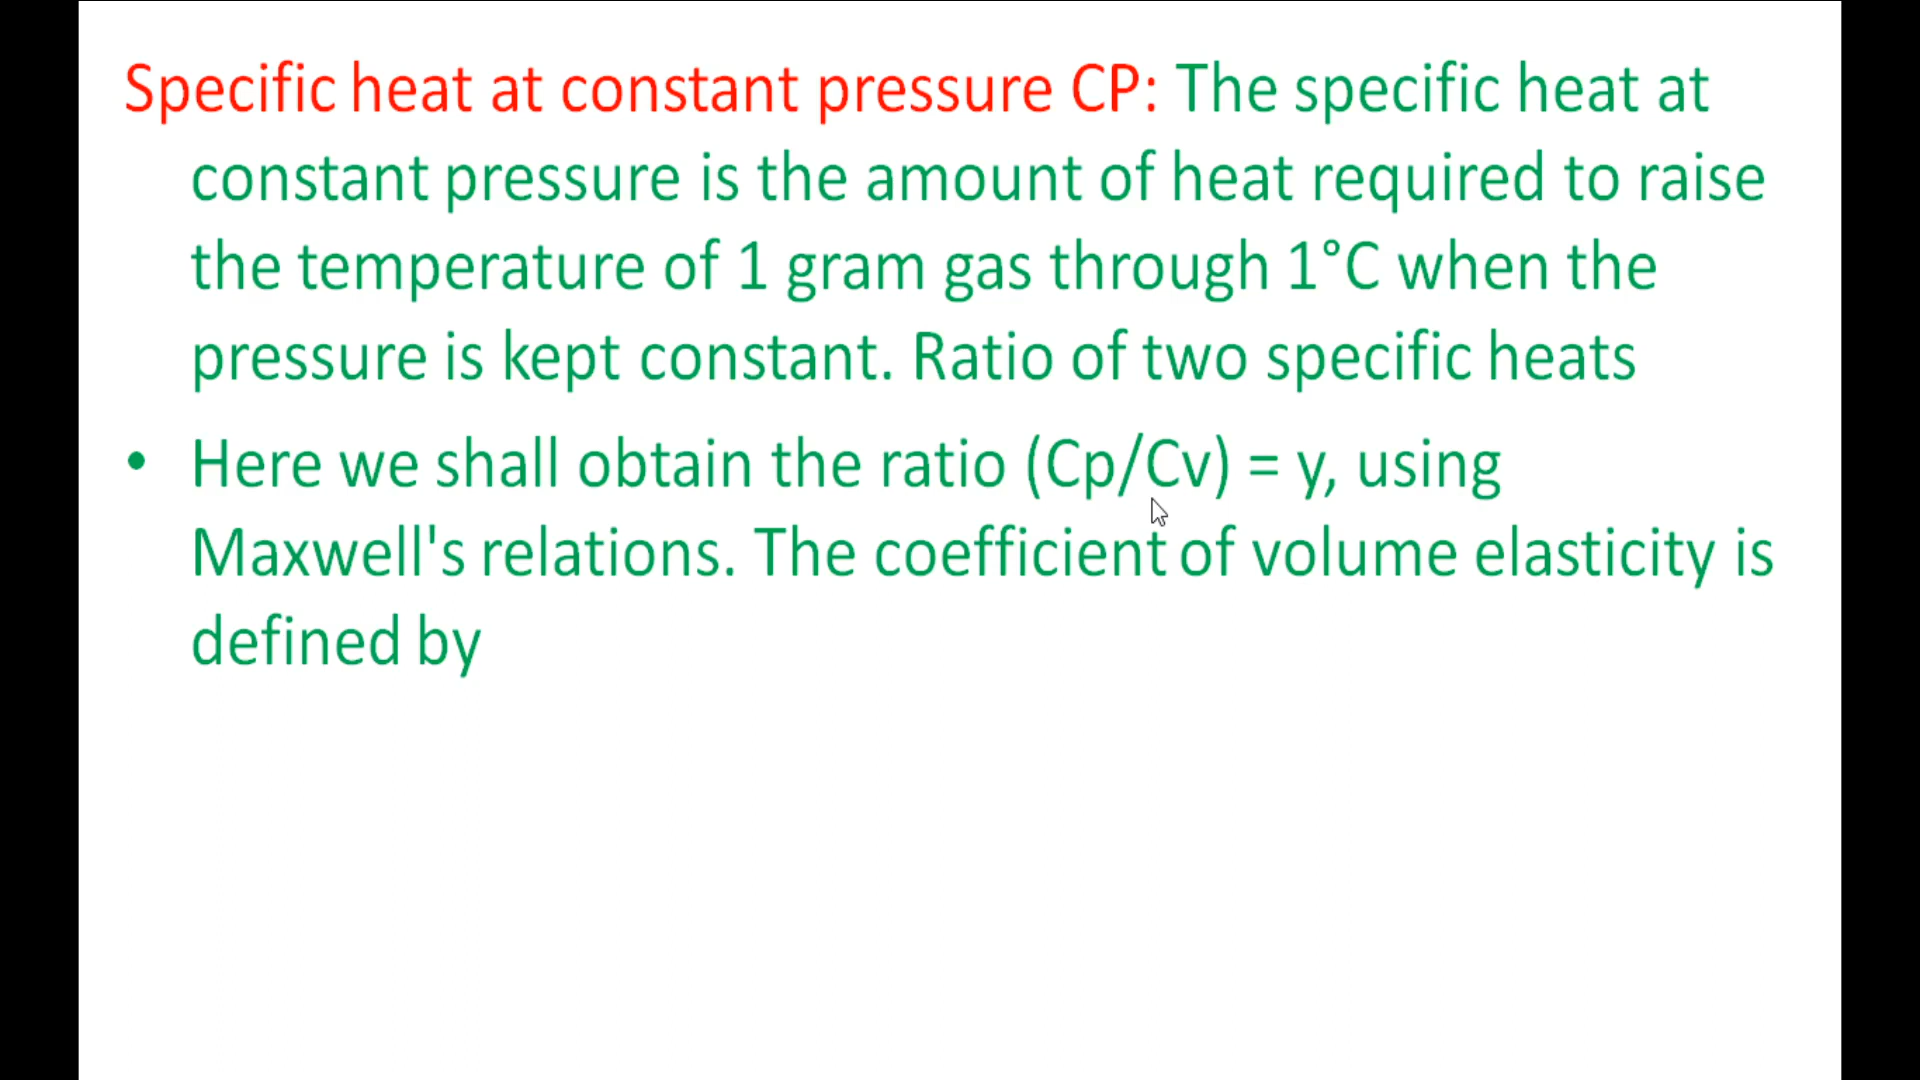 Specific heat at constant pressure CP: The specific heat at
constant pressure is the amount of heat required to raise
the temperature of 1 gram gas through 1°C when the
pressure is kept constant. Ratio of two specific heats
• Here we shall obtain the ratio (Cp/Cv) = y, using
Maxwell's relations. The coefficient of volume elasticity is
defined by